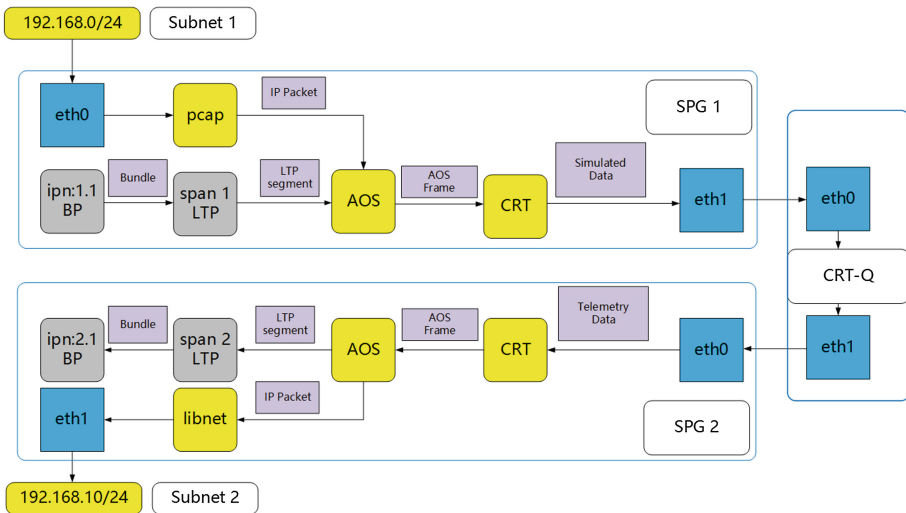 192.168.0/24
Subnet 1
IP Packet
SPG 1
eth0
pcap
Bundle
LTP
segment
AOS
Frame
Simulated
Data
ipn:1.1
BP
span 1
LTP
AOS
CRT
eth1
eth0
CRT-Q
eth1
Bundle
LTP
segment
AOS
Frame
Telemetry
Data
ipn:2.1
BP
span 2
LTP
AOS
CRT
eth0
IP Packet
eth1
libnet
SPG 2
192.168.10/24
Subnet 2